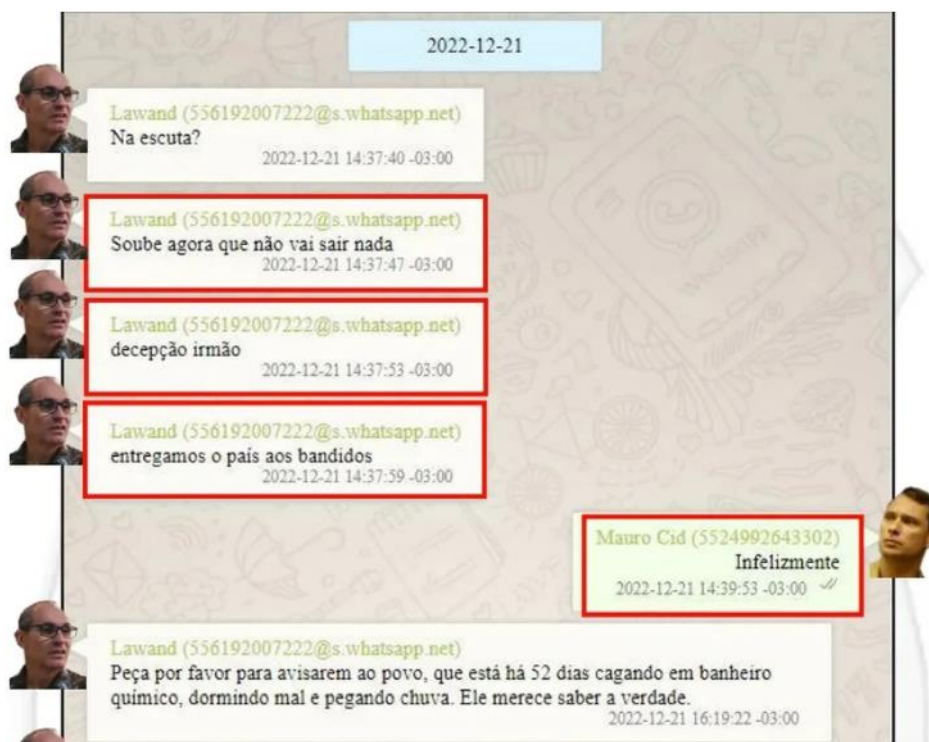 2022-12-21
Lawand (556192007222@s.whatsapp.net)
Na escuta?
2022-12-21 14:37:40 -03:00
Lawand (556192007222@s.whatsapp.net)
Soube agora que não vai sair nada
2022-12-21 14:37:47 -03:00
Lawand (556192007222@s.whatsapp.net)
decepção irmão
2022-12-21 14:37:53 -03:00
Lawand (556192007222@s.whatsapp.net)
entregamos o país aos bandidos
2022-12-21 14:37:59 -03:00
Mauro Cid (5524992643302)
Infelizmente
2022-12-21 14:39:53 -03:00
Lawand (556192007222@s.whatsapp.net)
Peça por favor para avisarem ao povo, que está há 52 dias cagando em banheiro
químico, dormindo mal e pegando chuva. Ele merece saber a verdade.
2022-12-21 16:19:22 -03:00